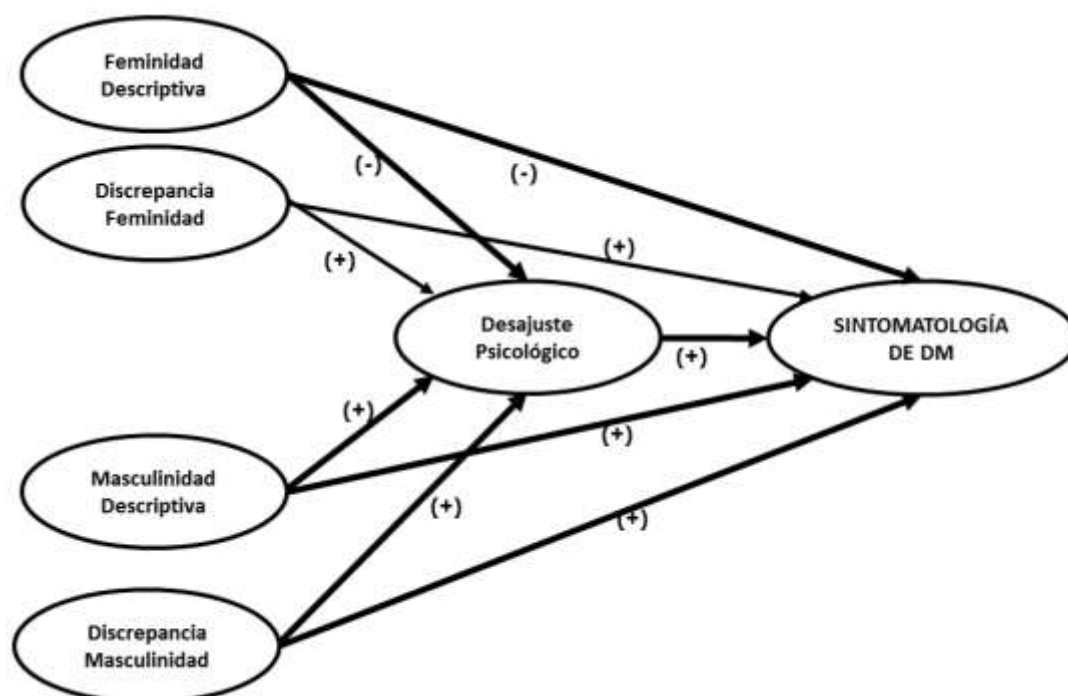 Feminidad
Descriptiva
(-)
(-)
Discrepancia
Feminidad
(+)
(+)
Desajuste
Psicológico
(+)
SINTOMATOLOGÍA
DE DM
(+)
(+)
Masculinidad
Descriptiva
(+)
(+)
Discrepancia
Masculinidad